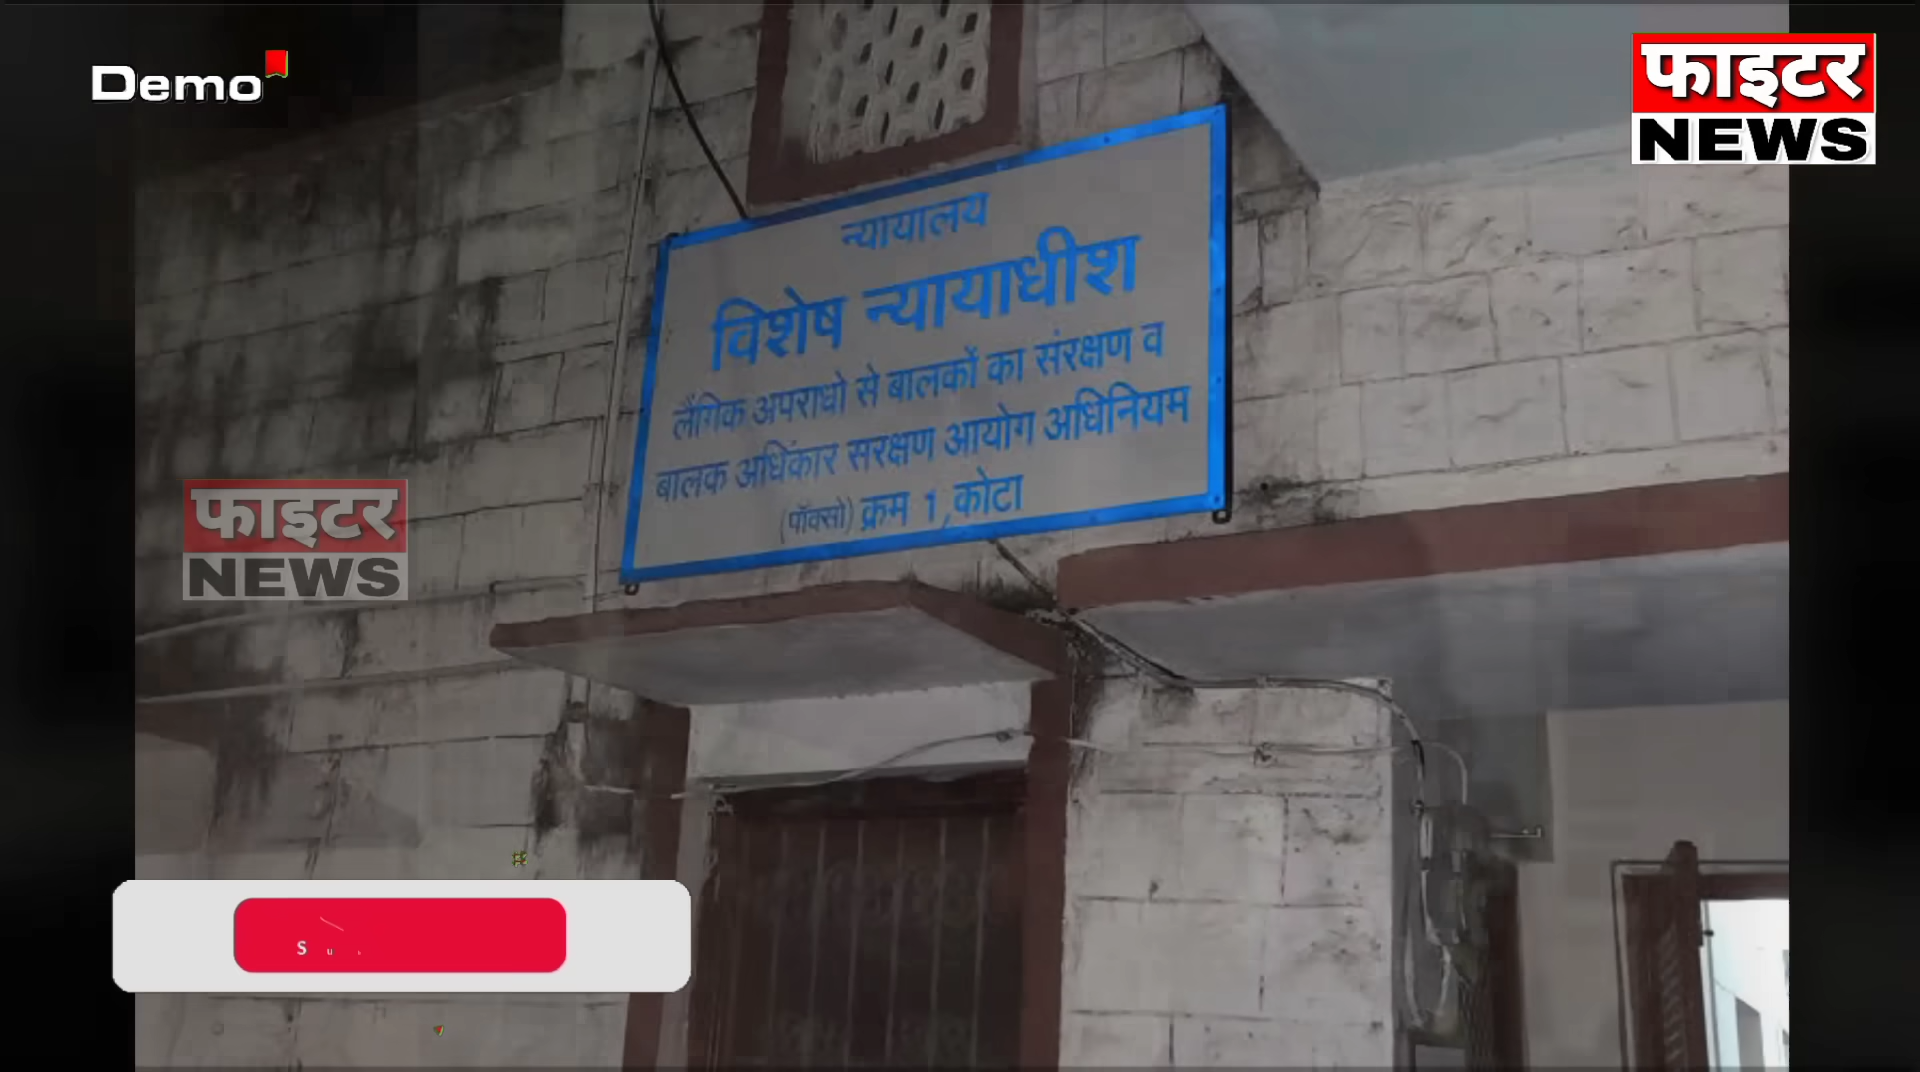 Demo
फाइटर
NEWS
न्यायालय
विशेष न्यायाधीश
लैंगिक अपराधो से बालकों का संरक्षण व
बालक अधिंकार सरक्षण आयोग अधिनियम
(पॉक्सो) क्रम 1, कोटा
फाइटर
NEWS